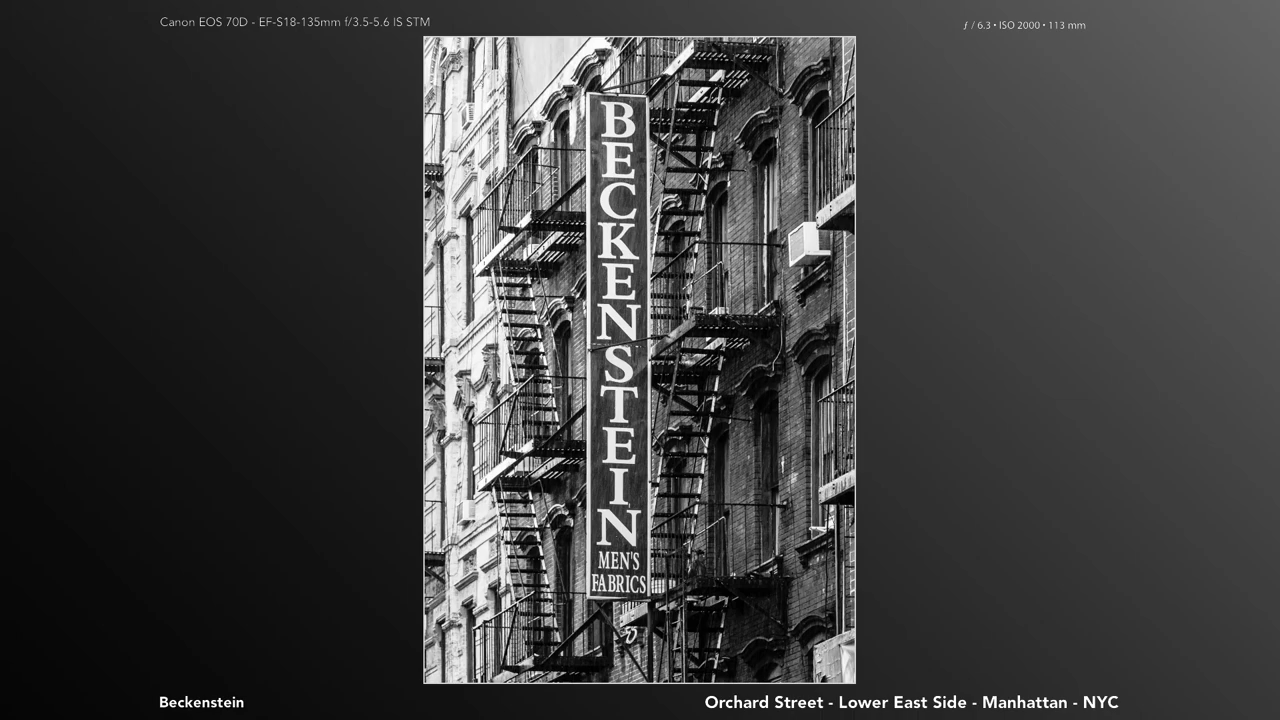 Canon EOS 70D - EF-S18-135mm f/3.5-5.6 IS STM
ƒ / 6.3 • ISO 2000 • 113 mm
BECKENSTEIN
MEN'S
FABRICS
Beckenstein
Orchard Street - Lower East Side - Manhattan - NYC